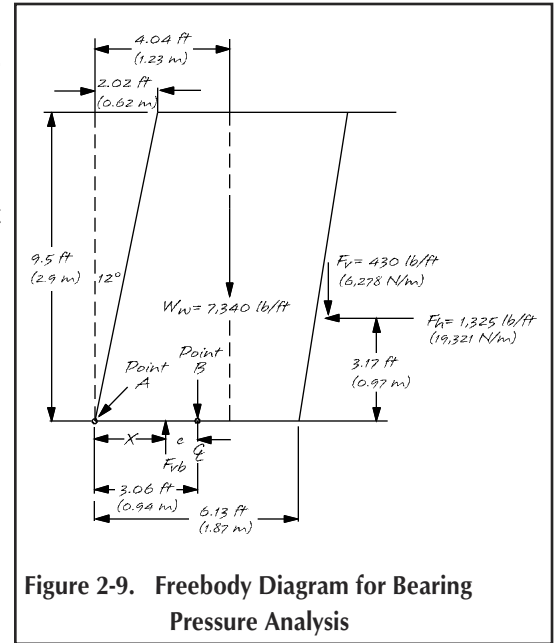 4.04 ft
(1.23 m)
2.02 ft
(0.62 m)
9.5 ft
(2.9 m)
12°
Fv = 430 lb/ft
(6,278 N/m)
Ww = 7,340 lb/ft
Fh = 1,325 lb/ft
(19,321 N/m)
Point
A
Point
B
3.17 ft
(0.97 m)
X
e
℄
Fvb
3.06 ft
(0.94 m)
6.13 ft
(1.87 m)
Figure 2-9. Freebody Diagram for Bearing
Pressure Analysis